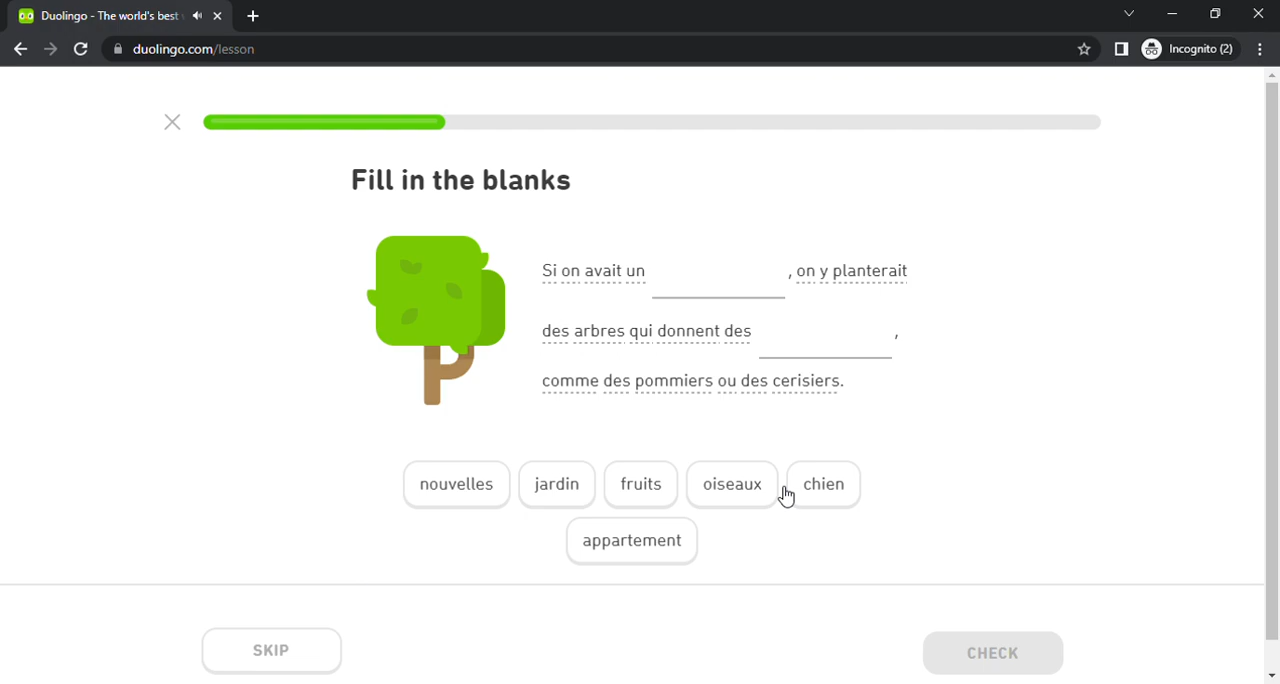 Duolingo - The world's best
duolingo.com/lesson
Incognito (2)
Fill in the blanks
Si on avait un , on y planterait
des arbres qui donnent des ,
comme des pommiers ou des cerisiers.
nouvelles jardin fruits oiseaux chien
appartement
SKIP CHECK